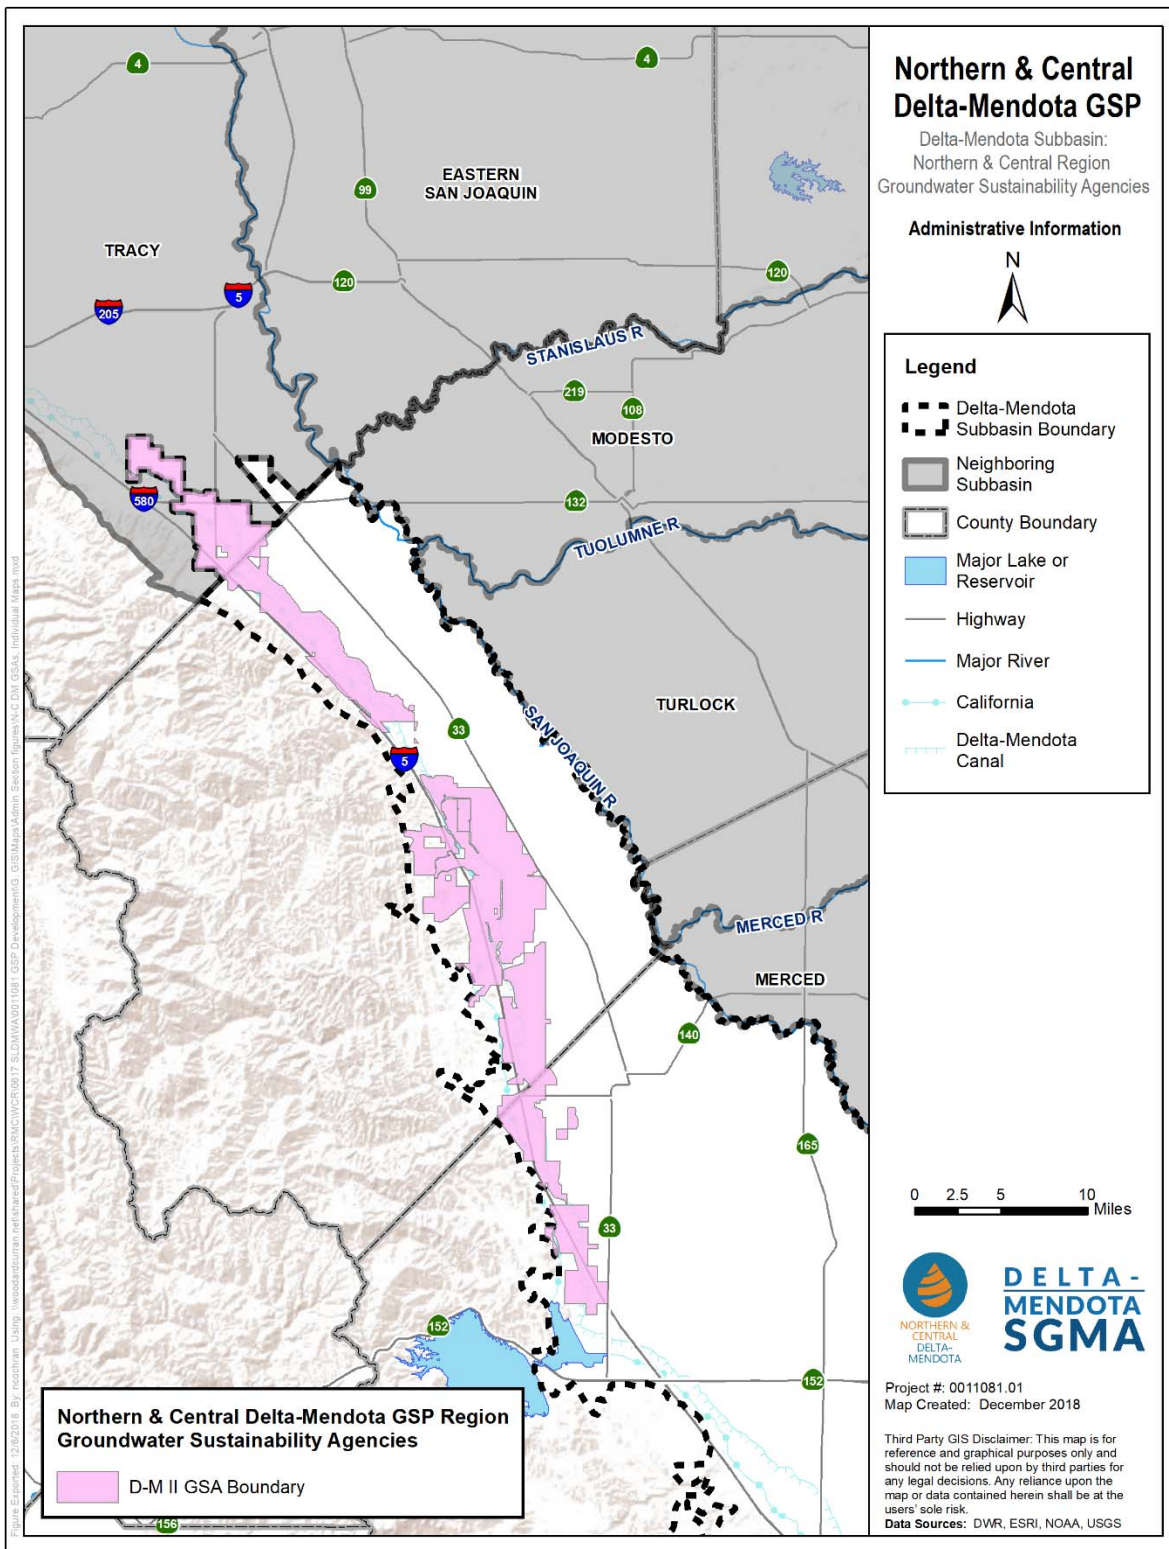 Northern & Central
Delta-Mendota GSP
Delta-Mendota Subbasin:
Northern & Central Region
Groundwater Sustainability Agencies
Administrative Information
N
Legend
Delta-Mendota
Subbasin Boundary
Neighboring
Subbasin
County Boundary
Major Lake or
Reservoir
Highway
Major River
California
Delta-Mendota
Canal
4
4
EASTERN
SAN JOAQUIN
99
TRACY
120
120
5
205
STANISLAUS R
219
108
MODESTO
580
132
TUOLUMNE R
TURLOCK
33
SAN JOAQUIN R
5
MERCED R
MERCED
140
165
33
152
152
156
0 2.5 5 10
Miles
NORTHERN &
CENTRAL
DELTA-
MENDOTA
DELTA-
MENDOTA
SGMA
Project #: 0011081.01
Map Created: December 2018
Third Party GIS Disclaimer: This map is for
reference and graphical purposes only and
should not be relied upon by third parties for
any legal decisions. Any reliance upon the
map or data contained herein shall be at the
users' sole risk.
Data Sources: DWR, ESRI, NOAA, USGS
Northern & Central Delta-Mendota GSP Region
Groundwater Sustainability Agencies
D-M II GSA Boundary